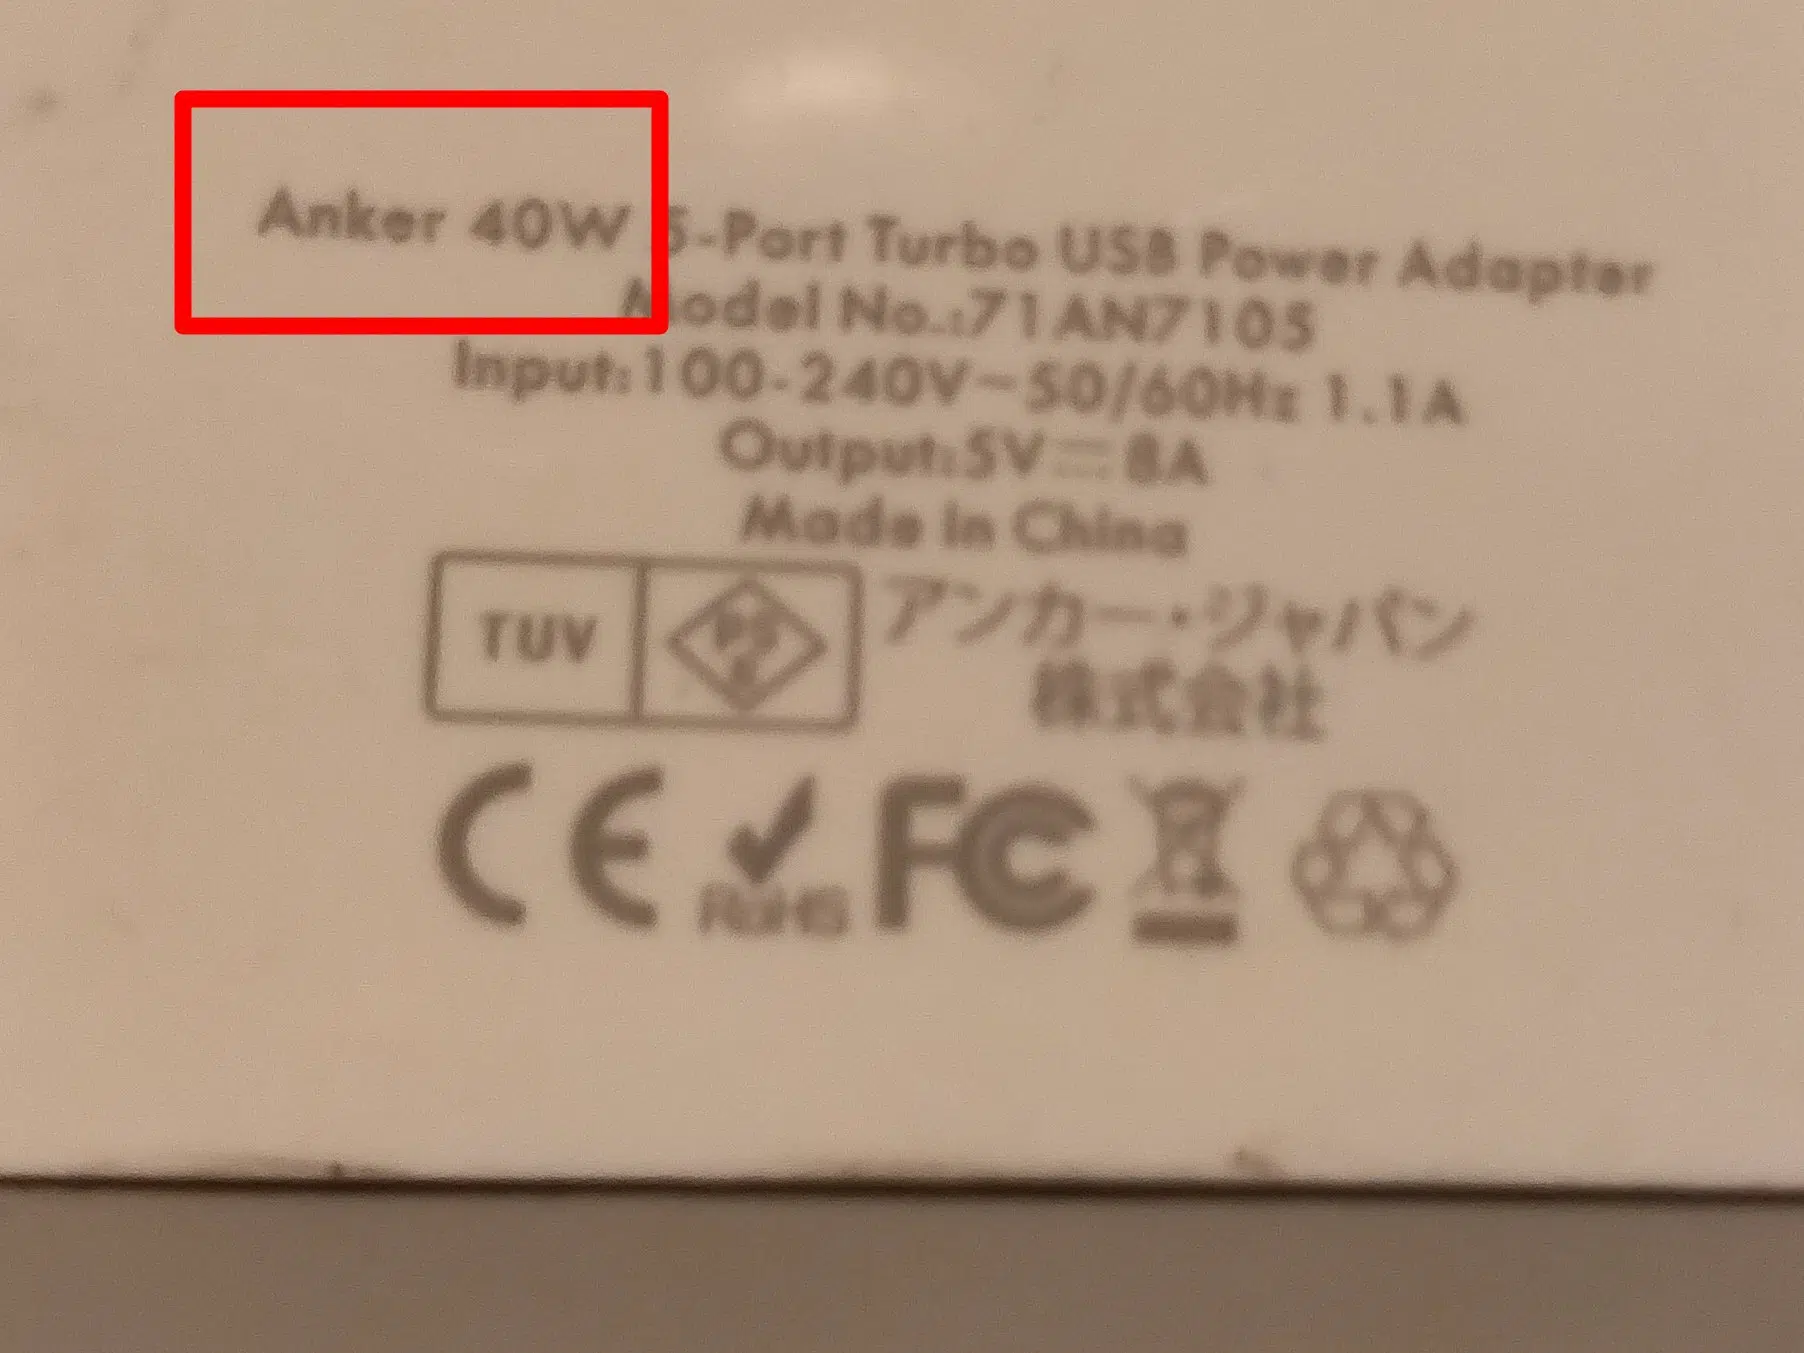 Anker 40W 5-Port Turbo USB Power Adapter
Model No.:71AN7105
Input:100-240V~50/60Hz 1.1A
Output:5V⎓8A
Made in China
TUV PSE アンカー・ジャパン
株式会社
CE RoHS FC